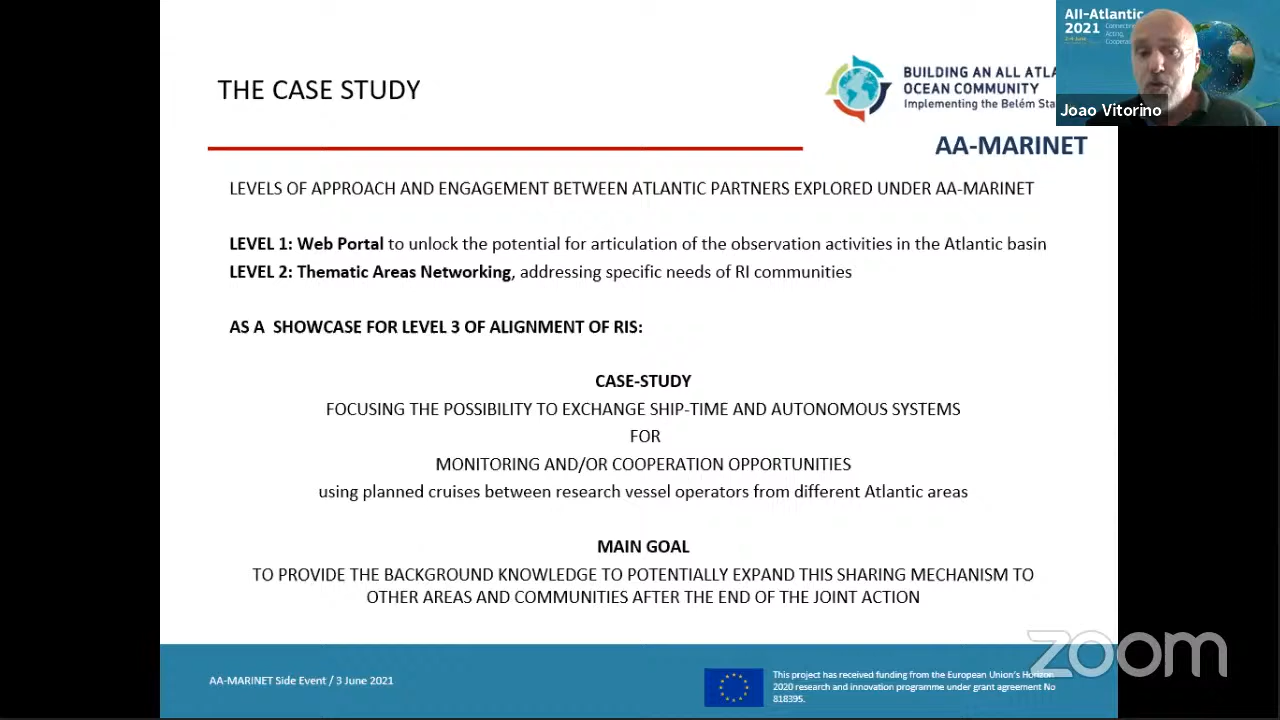 THE CASE STUDY
BUILDING AN ALL ATLA
OCEAN COMMUNITY
Implementing the Belém Sta
All-Atlantic
2021
Connecting
Acting,
Joao Vitorino
AA-MARINET
LEVELS OF APPROACH AND ENGAGEMENT BETWEEN ATLANTIC PARTNERS EXPLORED UNDER AA-MARINET
LEVEL 1: Web Portal to unlock the potential for articulation of the observation activities in the Atlantic basin
LEVEL 2: Thematic Areas Networking, addressing specific needs of RI communities
AS A SHOWCASE FOR LEVEL 3 OF ALIGNMENT OF RIS:
CASE-STUDY
FOCUSING THE POSSIBILITY TO EXCHANGE SHIP-TIME AND AUTONOMOUS SYSTEMS
FOR
MONITORING AND/OR COOPERATION OPPORTUNITIES
using planned cruises between research vessel operators from different Atlantic areas
MAIN GOAL
TO PROVIDE THE BACKGROUND KNOWLEDGE TO POTENTIALLY EXPAND THIS SHARING MECHANISM TO
OTHER AREAS AND COMMUNITIES AFTER THE END OF THE JOINT ACTION
AA-MARINET Side Event / 3 June 2021
This project has received funding from the European Union's Horizon
2020 research and innovation programme under grant agreement No
818395.
zoom